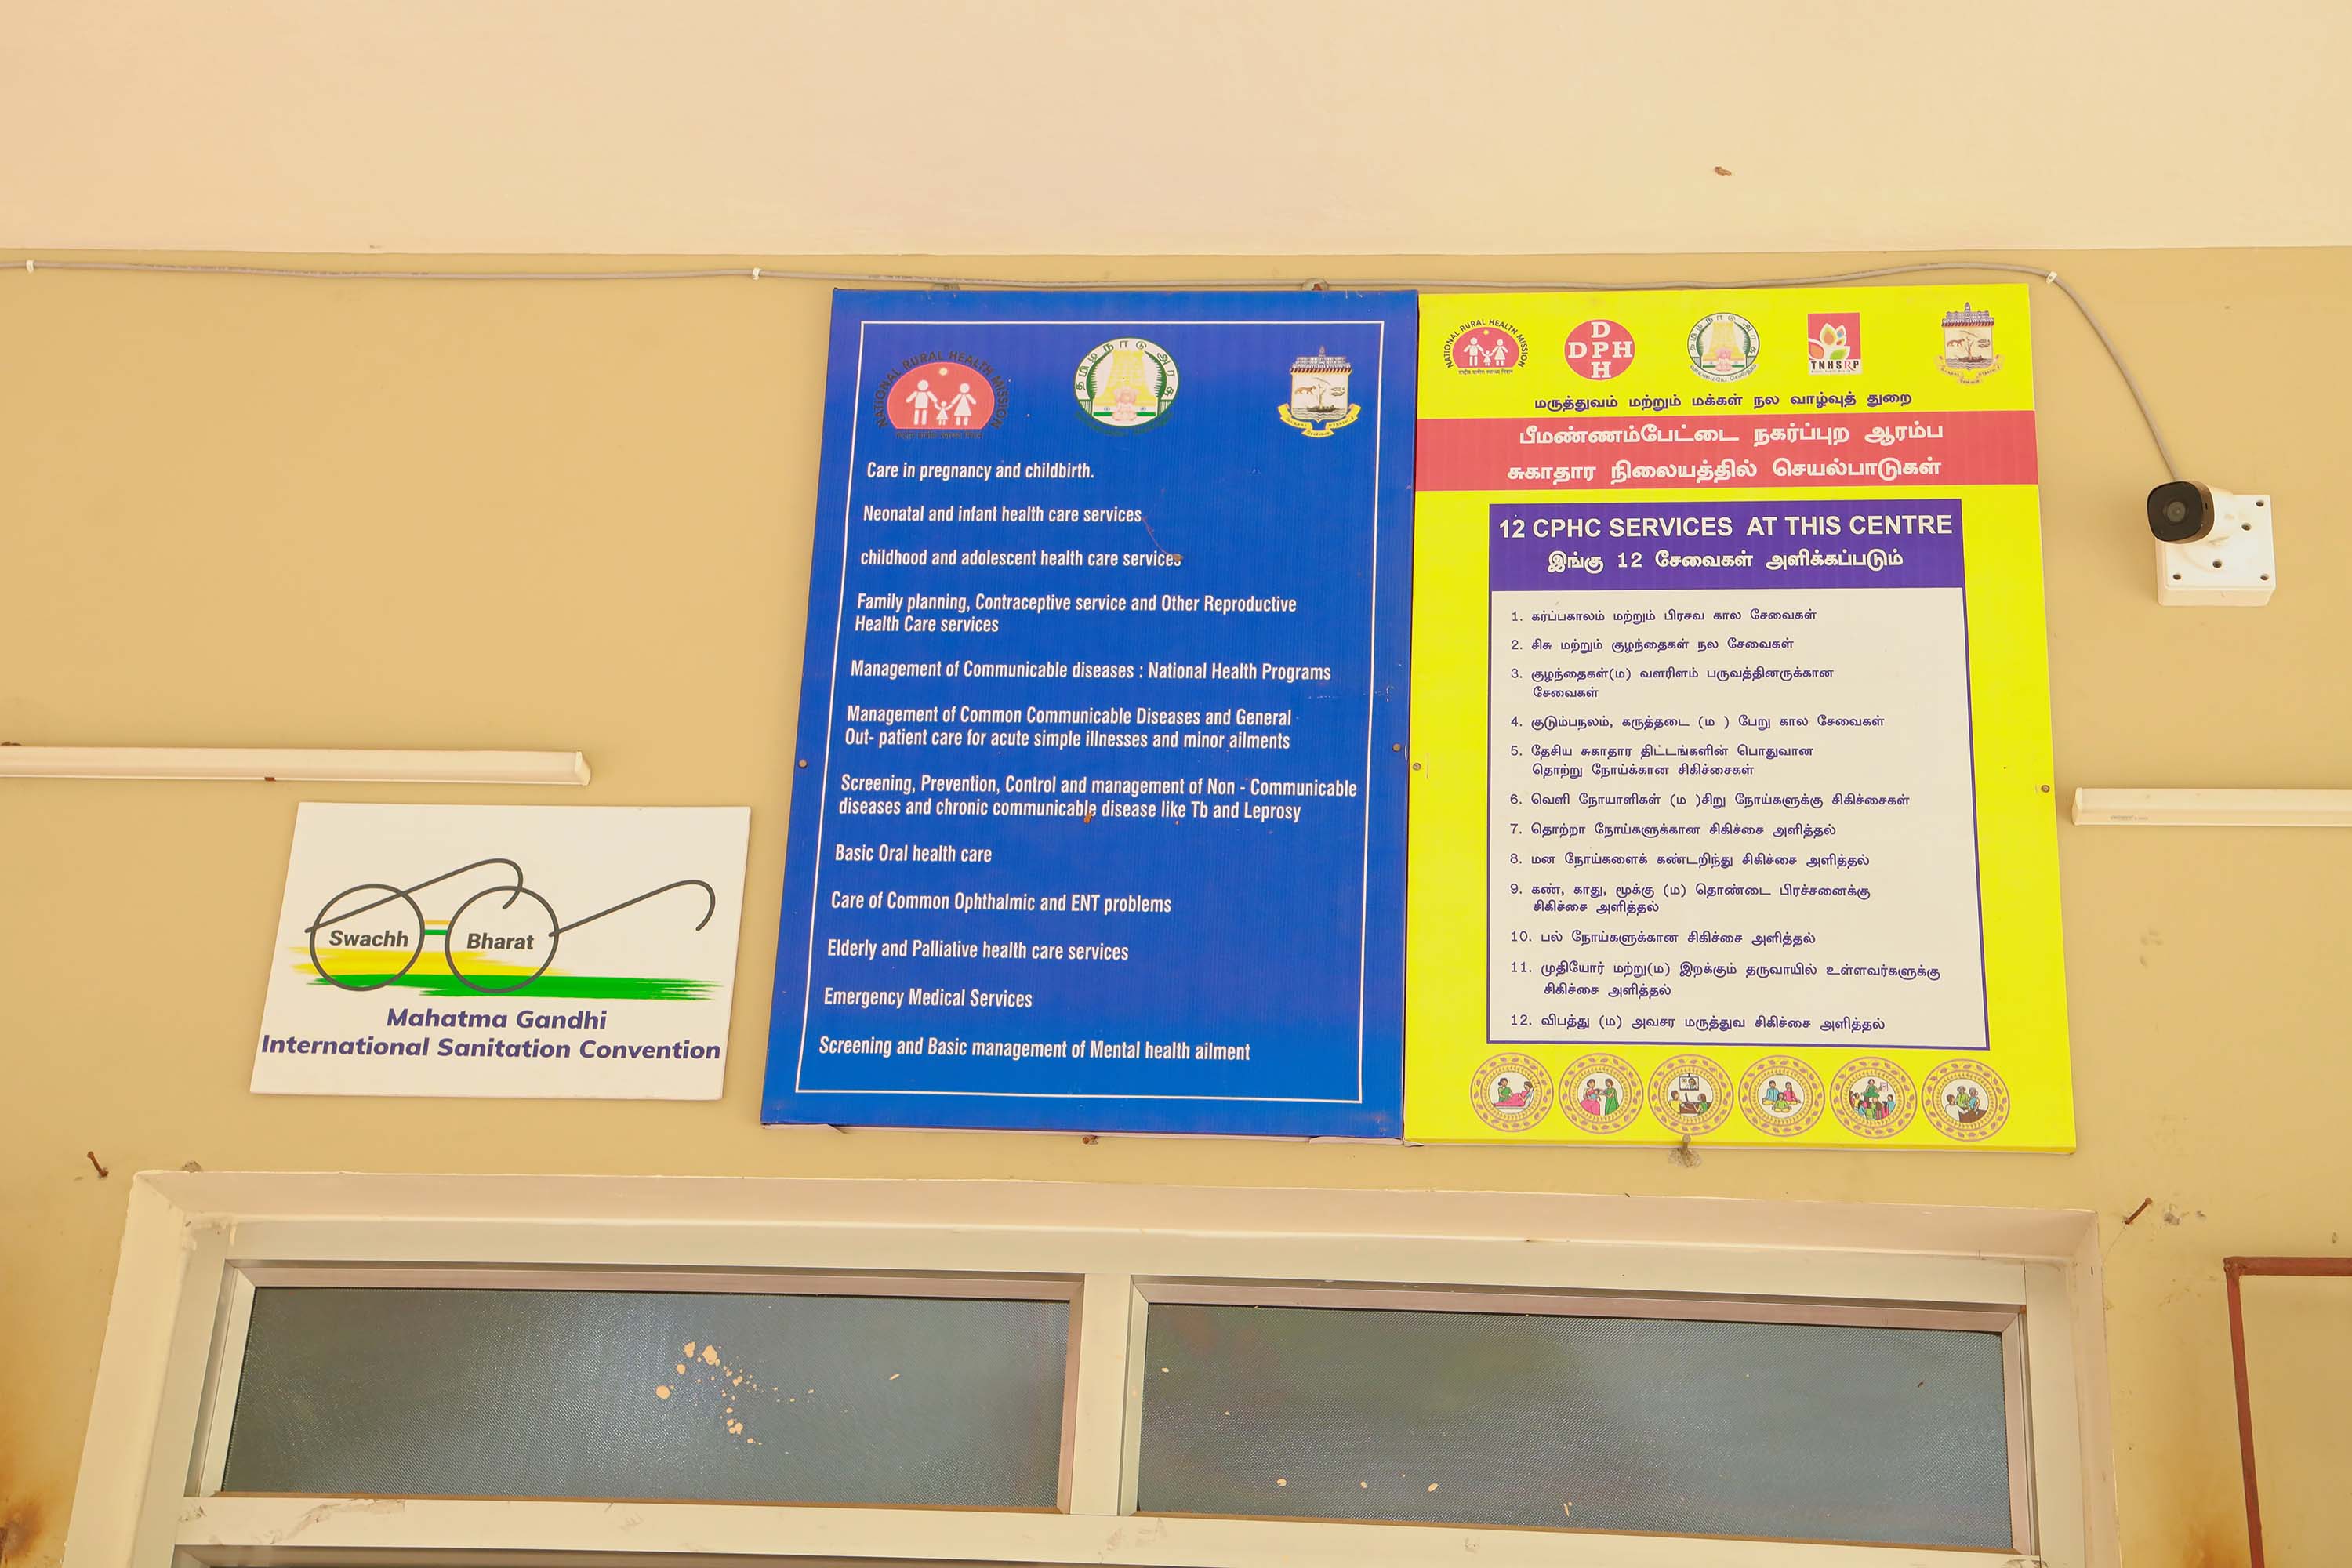 Swachh Bharat
Mahatma Gandhi
International Sanitation Convention
NATIONAL RURAL HEALTH MISSION
தமிழ்நாடு அரசு
Care in pregnancy and childbirth.
Neonatal and infant health care services
childhood and adolescent health care services
Family planning, Contraceptive service and Other Reproductive
Health Care services
Management of Communicable diseases : National Health Programs
Management of Common Communicable Diseases and General
Out- patient care for acute simple illnesses and minor ailments
Screening, Prevention, Control and management of Non - Communicable
diseases and chronic communicable disease like Tb and Leprosy
Basic Oral health care
Care of Common Ophthalmic and ENT problems
Elderly and Palliative health care services
Emergency Medical Services
Screening and Basic management of Mental health ailment
NATIONAL RURAL HEALTH MISSION
D
DPH
H
தமிழ்நாடு அரசு
TNHSRP
மருத்துவம் மற்றும் மக்கள் நல வாழ்வுத் துறை
பீமண்ணம்பேட்டை நகர்ப்புற ஆரம்ப
சுகாதார நிலையத்தில் செயல்பாடுகள்
12 CPHC SERVICES AT THIS CENTRE
இங்கு 12 சேவைகள் அளிக்கப்படும்
1. கர்ப்பகாலம் மற்றும் பிரசவ கால சேவைகள்
2. சிசு மற்றும் குழந்தைகள் நல சேவைகள்
3. குழந்தைகள்(ம) வளரிளம் பருவத்தினருக்கான
சேவைகள்
4. குடும்பநலம், கருத்தடை (ம ) பேறு கால சேவைகள்
5. தேசிய சுகாதார திட்டங்களின் பொதுவான
தொற்று நோய்க்கான சிகிச்சைகள்
6. வெளி நோயாளிகள் (ம )சிறு நோய்களுக்கு சிகிச்சைகள்
7. தொற்றா நோய்களுக்கான சிகிச்சை அளித்தல்
8. மன நோய்களைக் கண்டறிந்து சிகிச்சை அளித்தல்
9. கண், காது, மூக்கு (ம) தொண்டை பிரச்சனைக்கு
சிகிச்சை அளித்தல்
10. பல் நோய்களுக்கான சிகிச்சை அளித்தல்
11. முதியோர் மற்று(ம) இறக்கும் தருவாயில் உள்ளவர்களுக்கு
சிகிச்சை அளித்தல்
12. விபத்து (ம) அவசர மருத்துவ சிகிச்சை அளித்தல்